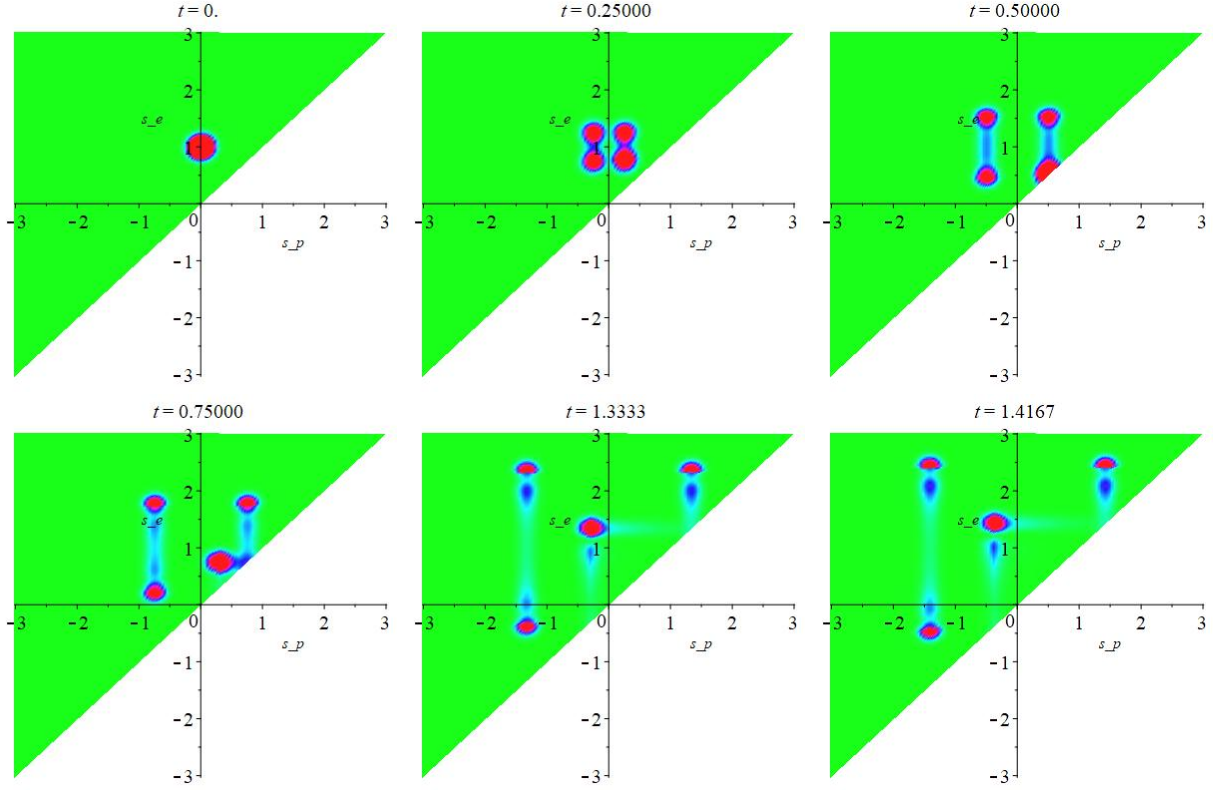 t = 0.
t = 0.25000
t = 0.50000
3 3 3
2 2 2
s_e s_e s_e
1 1 1
-3 -2 -1 0 1 2 3 -3 -2 -1 0 1 2 3 -3 -2 -1 0 1 2 3
s_p s_p s_p
-1 -1 -1
-2 -2 -2
-3 -3 -3
t = 0.75000
t = 1.3333
t = 1.4167
3 3 3
2 2 2
s_e s_e s_e
1 1 1
-3 -2 -1 0 1 2 3 -3 -2 -1 0 1 2 3 -3 -2 -1 0 1 2 3
s_p s_p s_p
-1 -1 -1
-2 -2 -2
-3 -3 -3